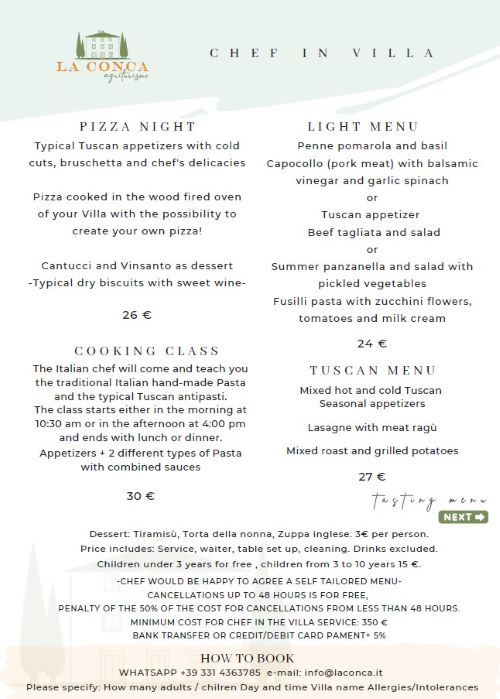 LA CONCA
agriturismo
CHEF IN VILLA
PIZZA NIGHT
Typical Tuscan appetizers with cold
cuts, bruschetta and chef's delicacies
Pizza cooked in the wood fired oven
of your Villa with the possibility to
create your own pizza!
Cantucci and Vinsanto as dessert
-Typical dry biscuits with sweet wine-
26 €
COOKING CLASS
The Italian chef will come and teach you
the traditional Italian hand-made Pasta
and the typical Tuscan antipasti.
The class starts either in the morning at
10:30 am or in the afternoon at 4:00 pm
and ends with lunch or dinner.
Appetizers + 2 different types of Pasta
with combined sauces
30 €
LIGHT MENU
Penne pomarola and basil
Capocollo (pork meat) with balsamic
vinegar and garlic spinach
or
Tuscan appetizer
Beef tagliata and salad
or
Summer panzanella and salad with
pickled vegetables
Fusilli pasta with zucchini flowers,
tomatoes and milk cream
24 €
TUSCAN MENU
Mixed hot and cold Tuscan
Seasonal appetizers
Lasagne with meat ragù
Mixed roast and grilled potatoes
27 €
tasting menu
NEXT
Dessert: Tiramisù, Torta della nonna, Zuppa inglese. 3€ per person.
Price includes: Service, waiter, table set up, cleaning. Drinks excluded.
Children under 3 years for free , children from 3 to 10 years 15 €.
-CHEF WOULD BE HAPPY TO AGREE A SELF TAILORED MENU-
CANCELLATIONS UP TO 48 HOURS IS FOR FREE,
PENALTY OF THE 50% OF THE COST FOR CANCELLATIONS FROM LESS THAN 48 HOURS.
MINIMUM COST FOR CHEF IN THE VILLA SERVICE: 350 €
BANK TRANSFER OR CREDIT/DEBIT CARD PAMENT+ 5%
HOW TO BOOK
WHATSAPP +39 331 4363785 e-mail: info@laconca.it
Please specify: How many adults / chilren Day and time Villa name Allergies/Intolerances